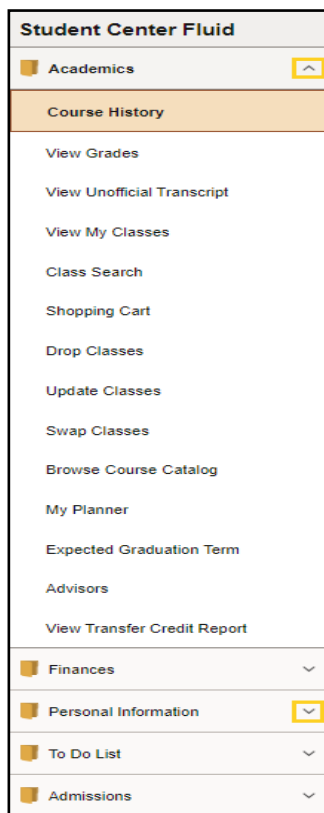 Student Center Fluid
Academics
Course History
View Grades
View Unofficial Transcript
View My Classes
Class Search
Shopping Cart
Drop Classes
Update Classes
Swap Classes
Browse Course Catalog
My Planner
Expected Graduation Term
Advisors
View Transfer Credit Report
Finances
Personal Information
To Do List
Admissions